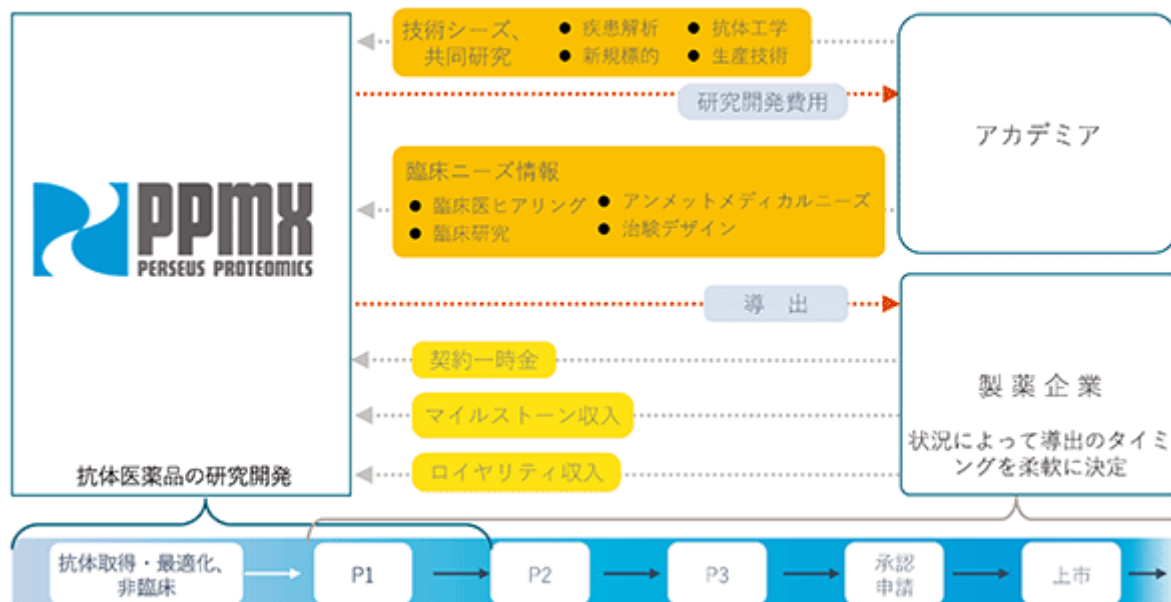 技術シーズ、
共同研究
● 疾患解析 ● 抗体工学
● 新規標的 ● 生産技術
研究開発費用
アカデミア
臨床ニーズ情報
● 臨床医ヒアリング ● アンメットメディカルニーズ
● 臨床研究 ● 治験デザイン
PPMX
PERSEUS PROTEOMICS
導 出
契約一時金
マイルストーン収入
ロイヤリティ収入
製 薬 企 業
状況によって導出のタイミ
ングを柔軟に決定
抗体医薬品の研究開発
抗体取得・最適化、
非臨床
P1
P2
P3
承認
申請
上市